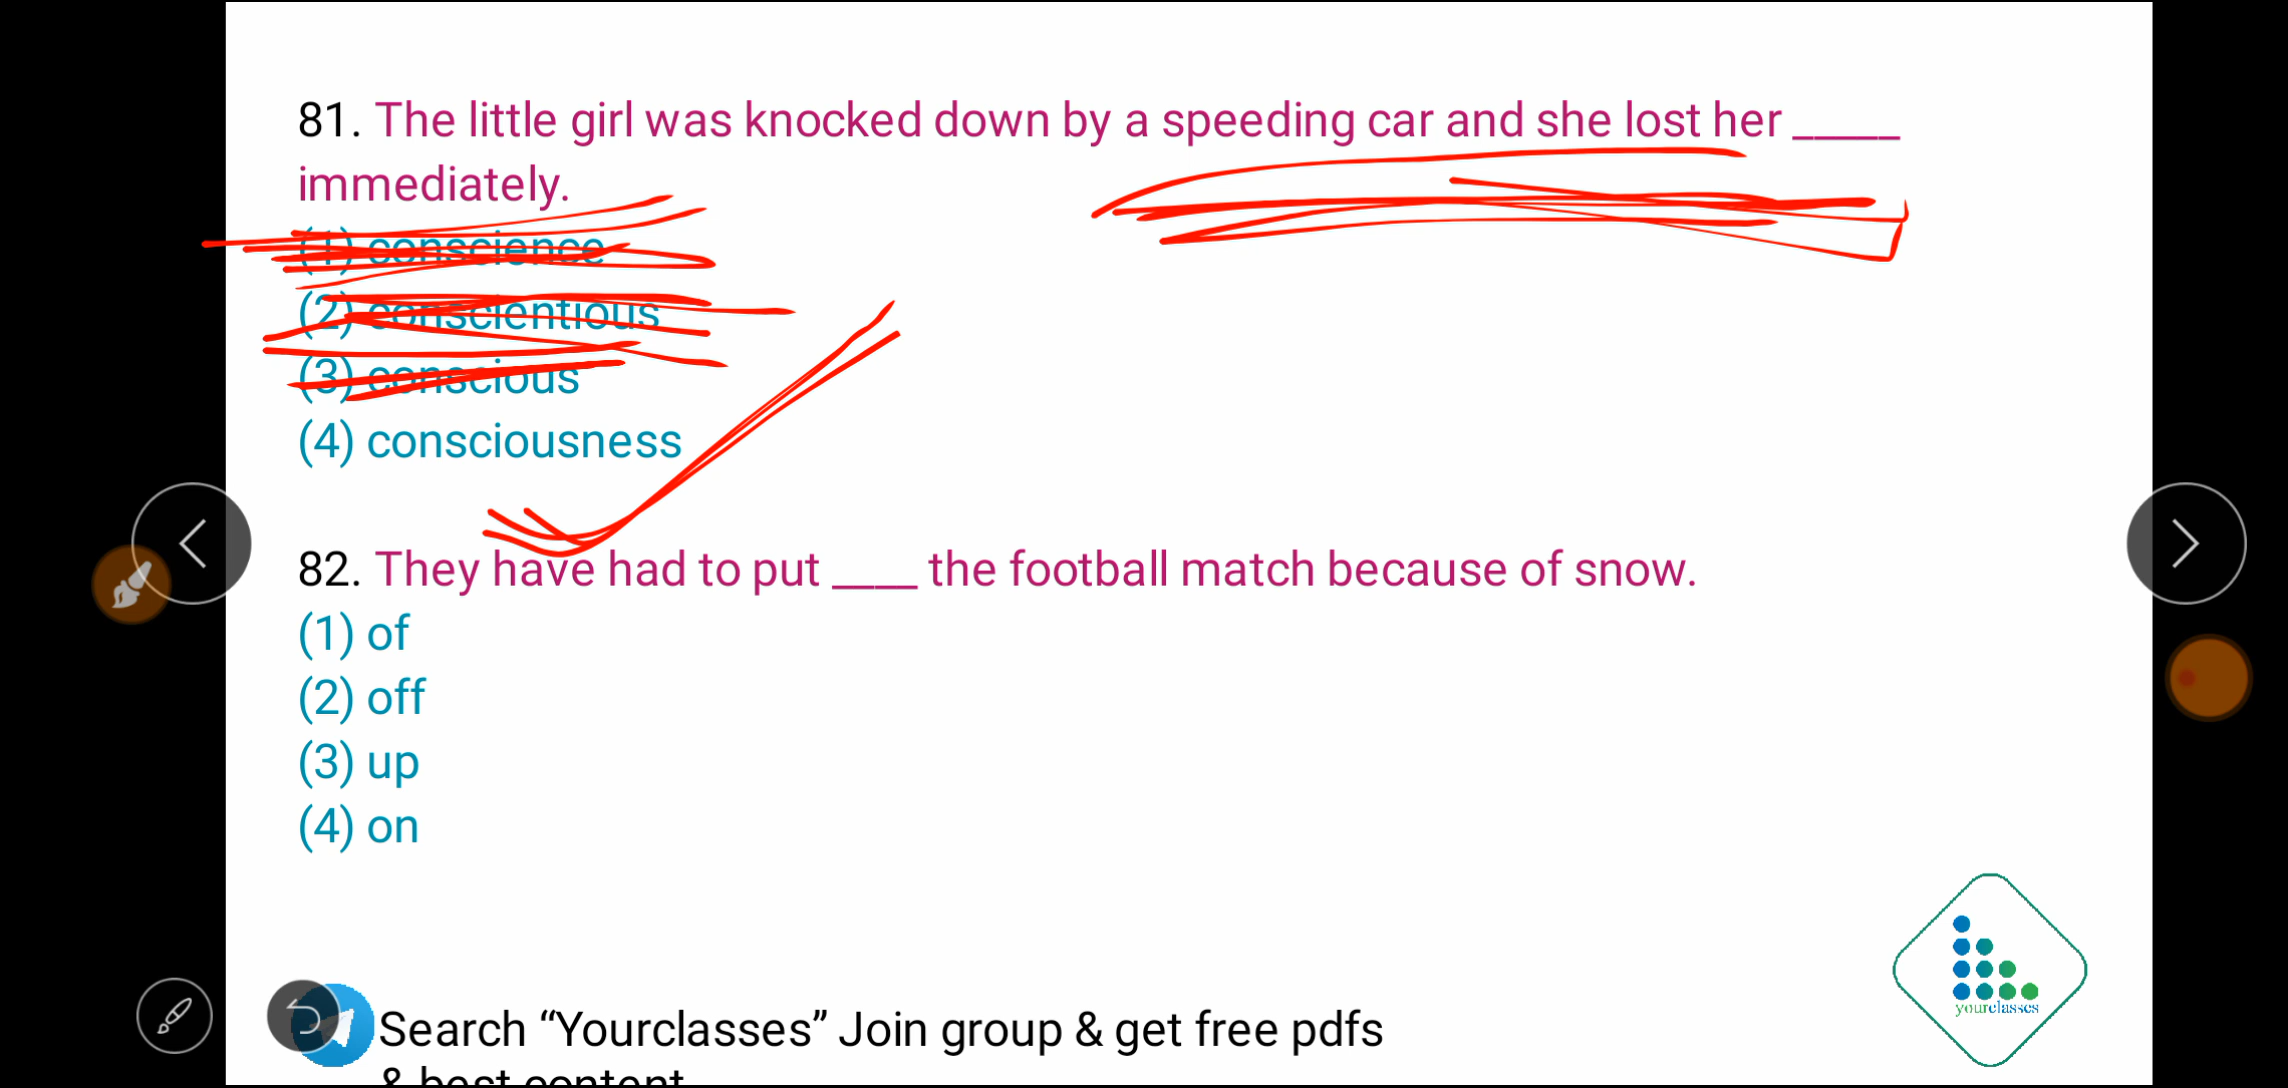 81. The little girl was knocked down by a speeding car and she lost her _____
immediately.
(1) conscience
(2) conscientious
(3) conscious
(4) consciousness
82. They have had to put ____ the football match because of snow.
(1) of
(2) off
(3) up
(4) on
yourclasses
Search “Yourclasses” Join group & get free pdfs
& best content